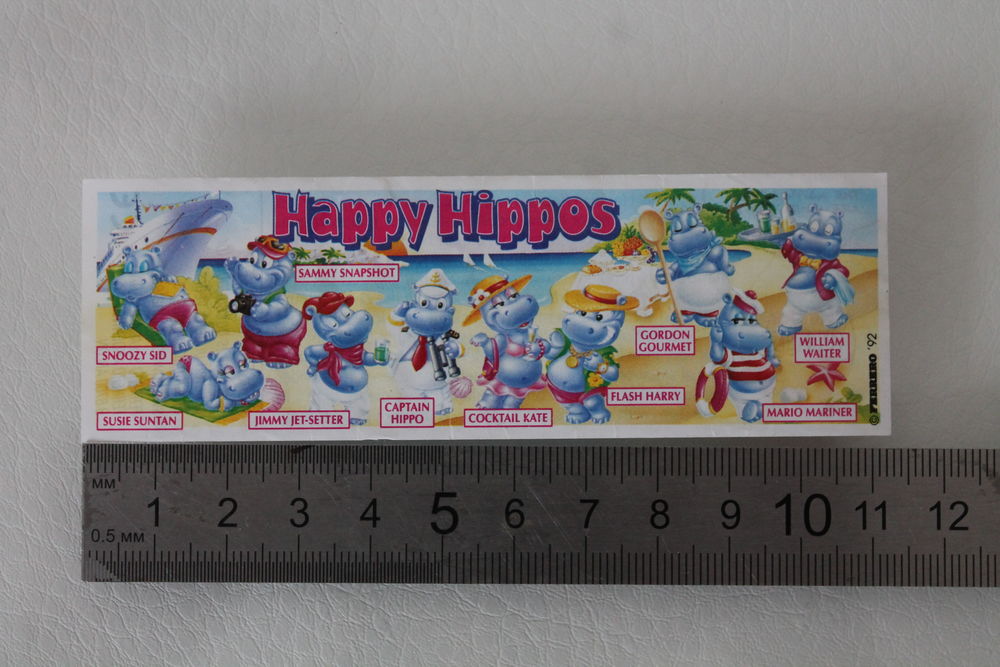 Happy Hippos
SAMMY SNAPSHOT
SNOOZY SID
GORDON
GOURMET
WILLIAM
WAITER
SUSIE SUNTAN
JIMMY JET-SETTER
CAPTAIN
HIPPO
COCKTAIL KATE
FLASH HARRY
MARIO MARINER
© FERRERO '92
MM
1 2 3 4 5 6 7 8 9 10 11 12
0.5 MM